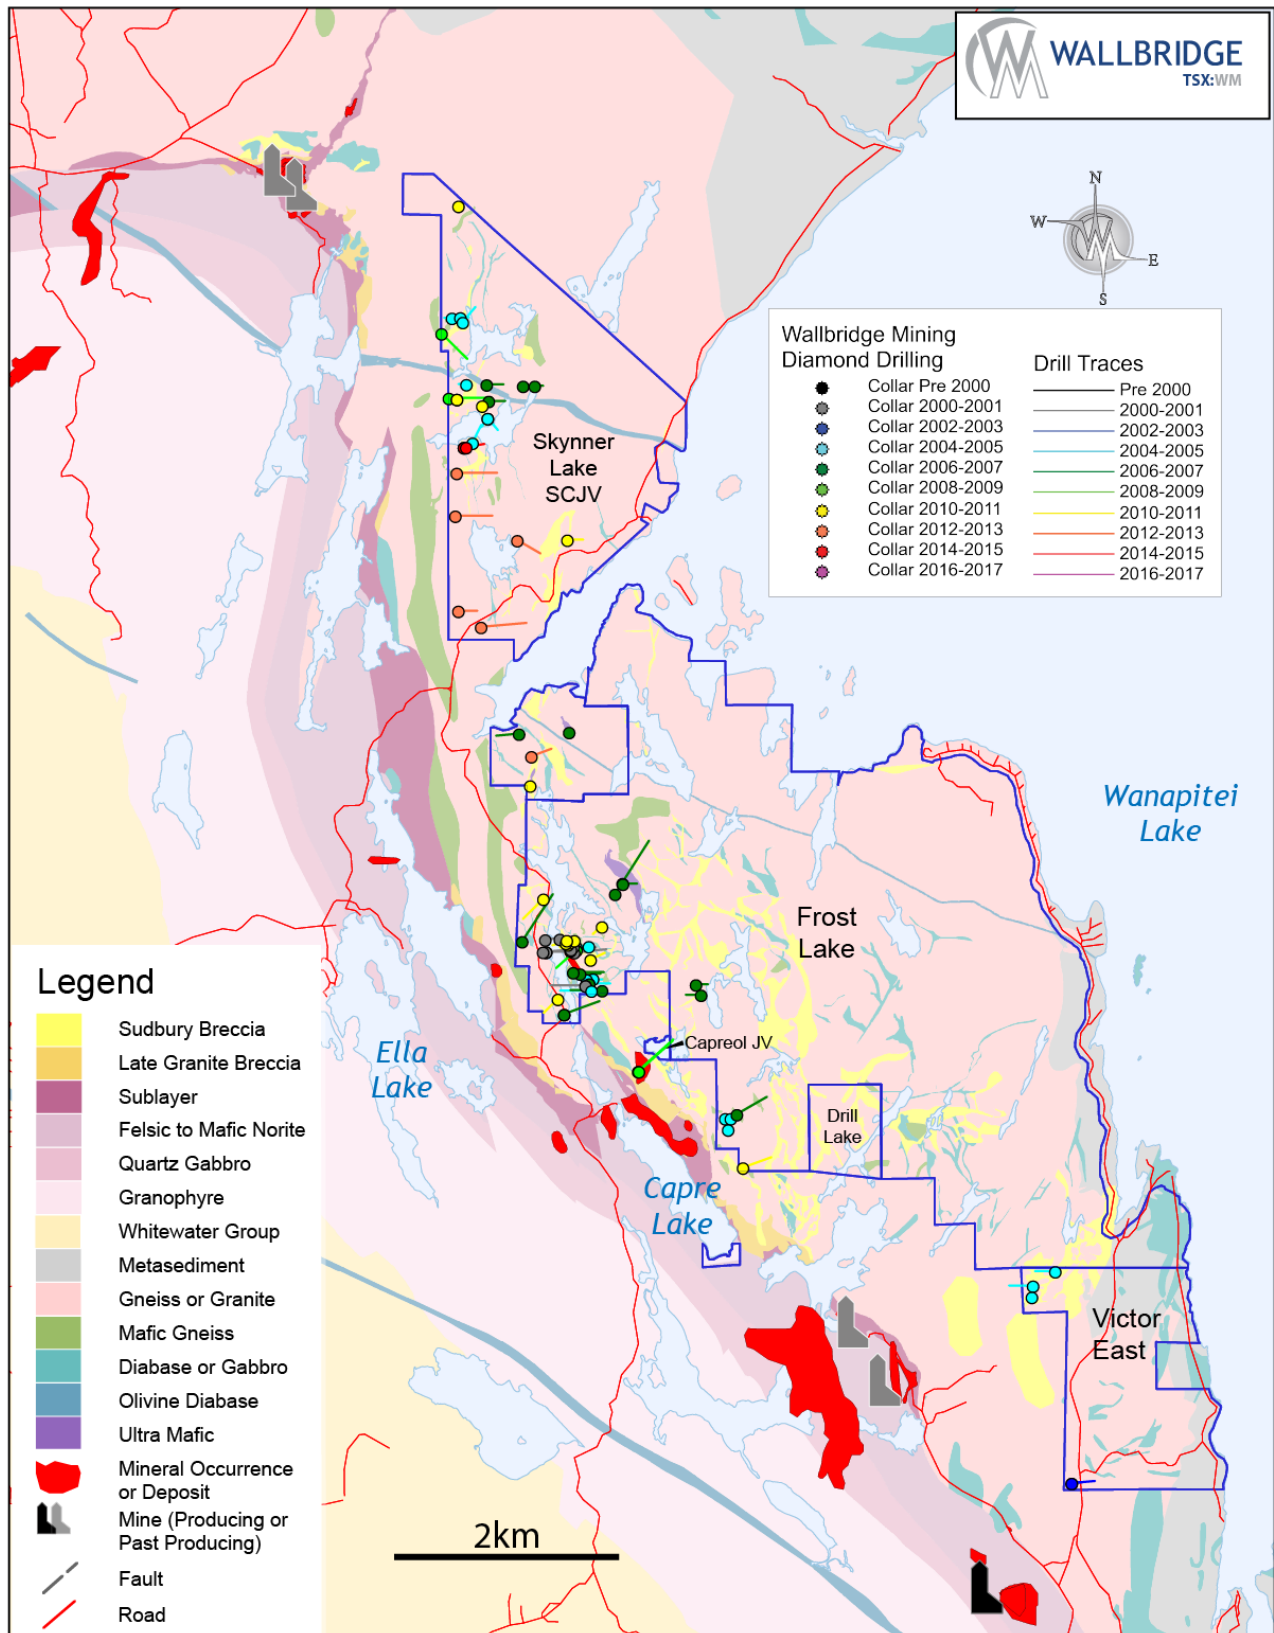 WALLBRIDGE
TSX:WM
N
W
E
S
Wallbridge Mining
Diamond Drilling
Collar Pre 2000
Collar 2000-2001
Collar 2002-2003
Collar 2004-2005
Collar 2006-2007
Collar 2008-2009
Collar 2010-2011
Collar 2012-2013
Collar 2014-2015
Collar 2016-2017
Drill Traces
Pre 2000
2000-2001
2002-2003
2004-2005
2006-2007
2008-2009
2010-2011
2012-2013
2014-2015
2016-2017
Skynner
Lake
SCJV
Wanapitei
Lake
Frost
Lake
Ella
Lake
Capreol JV
Drill
Lake
Capre
Lake
Victor
East
2km
Legend
Sudbury Breccia
Late Granite Breccia
Sublayer
Felsic to Mafic Norite
Quartz Gabbro
Granophyre
Whitewater Group
Metasediment
Gneiss or Granite
Mafic Gneiss
Diabase or Gabbro
Olivine Diabase
Ultra Mafic
Mineral Occurrence
or Deposit
Mine (Producing or
Past Producing)
Fault
Road